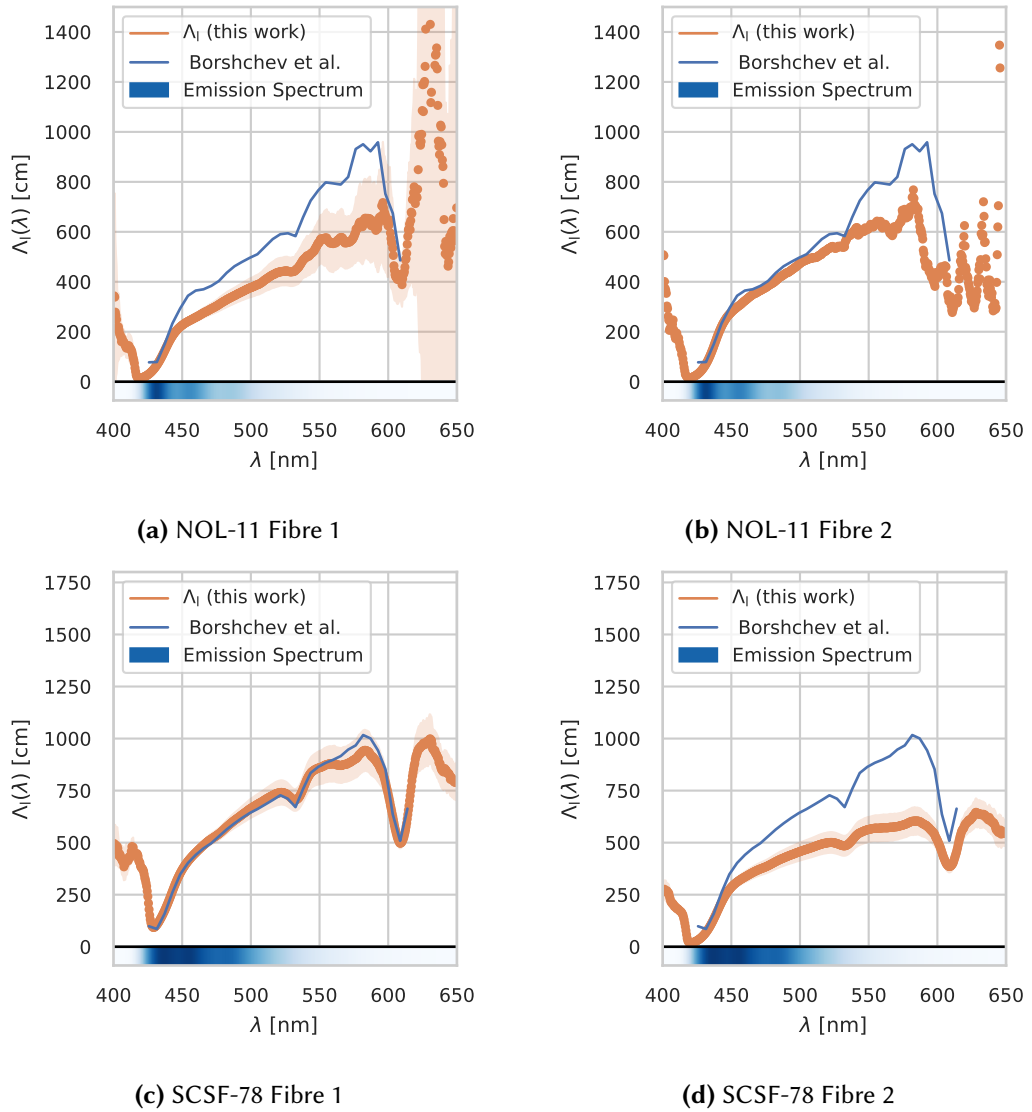 1400
1200
1000
800
600
400
200
0
Λₗ(λ) [cm]
Λₗ (this work)
Borshchev et al.
Emission Spectrum
400 450 500 550 600 650
λ [nm]
(a) NOL-11 Fibre 1
1400
1200
1000
800
600
400
200
0
Λₗ(λ) [cm]
Λₗ (this work)
Borshchev et al.
Emission Spectrum
400 450 500 550 600 650
λ [nm]
(b) NOL-11 Fibre 2
1750
1500
1250
1000
750
500
250
0
Λₗ(λ) [cm]
Λₗ (this work)
Borshchev et al.
Emission Spectrum
400 450 500 550 600 650
λ [nm]
(c) SCSF-78 Fibre 1
1750
1500
1250
1000
750
500
250
0
Λₗ(λ) [cm]
Λₗ (this work)
Borshchev et al.
Emission Spectrum
400 450 500 550 600 650
λ [nm]
(d) SCSF-78 Fibre 2